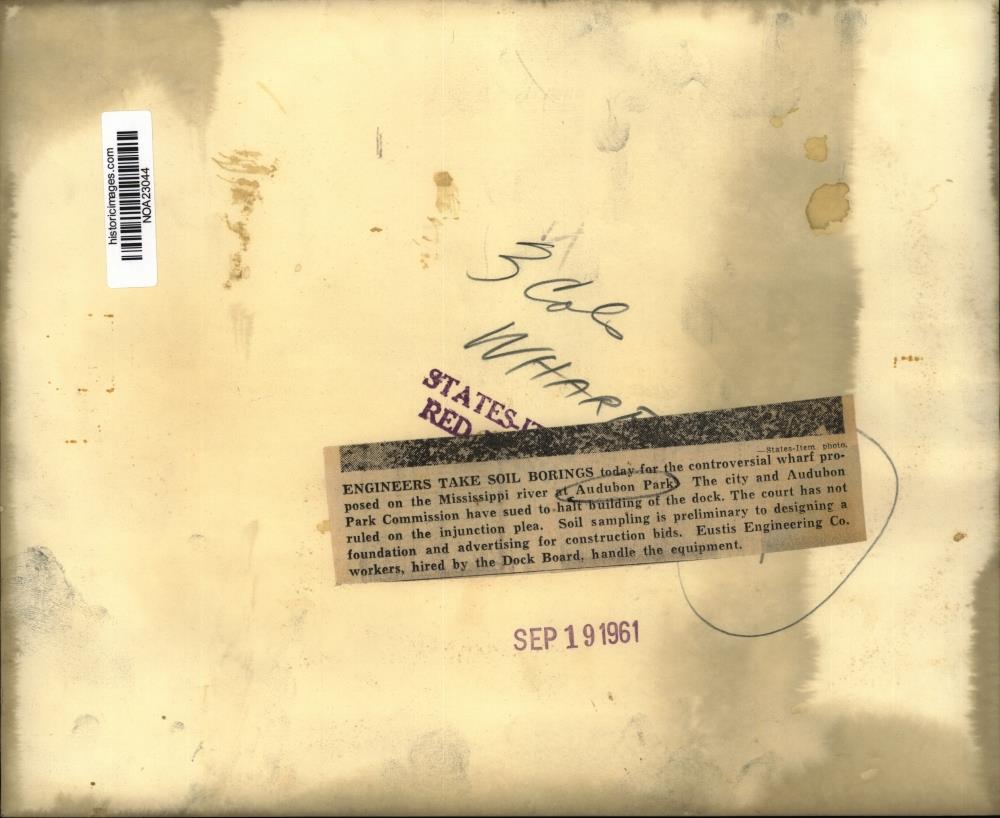 historicimages.com
NOA23044
3 Cols
WHARF
STATES-IT
RED
—States-Item photo.
ENGINEERS TAKE SOIL BORINGS today for the controversial wharf pro-
posed on the Mississippi river at Audubon Park. The city and Audubon
Park Commission have sued to halt building of the dock. The court has not
ruled on the injunction plea. Soil sampling is preliminary to designing a
foundation and advertising for construction bids. Eustis Engineering Co.
workers, hired by the Dock Board, handle the equipment.
SEP 19 1961